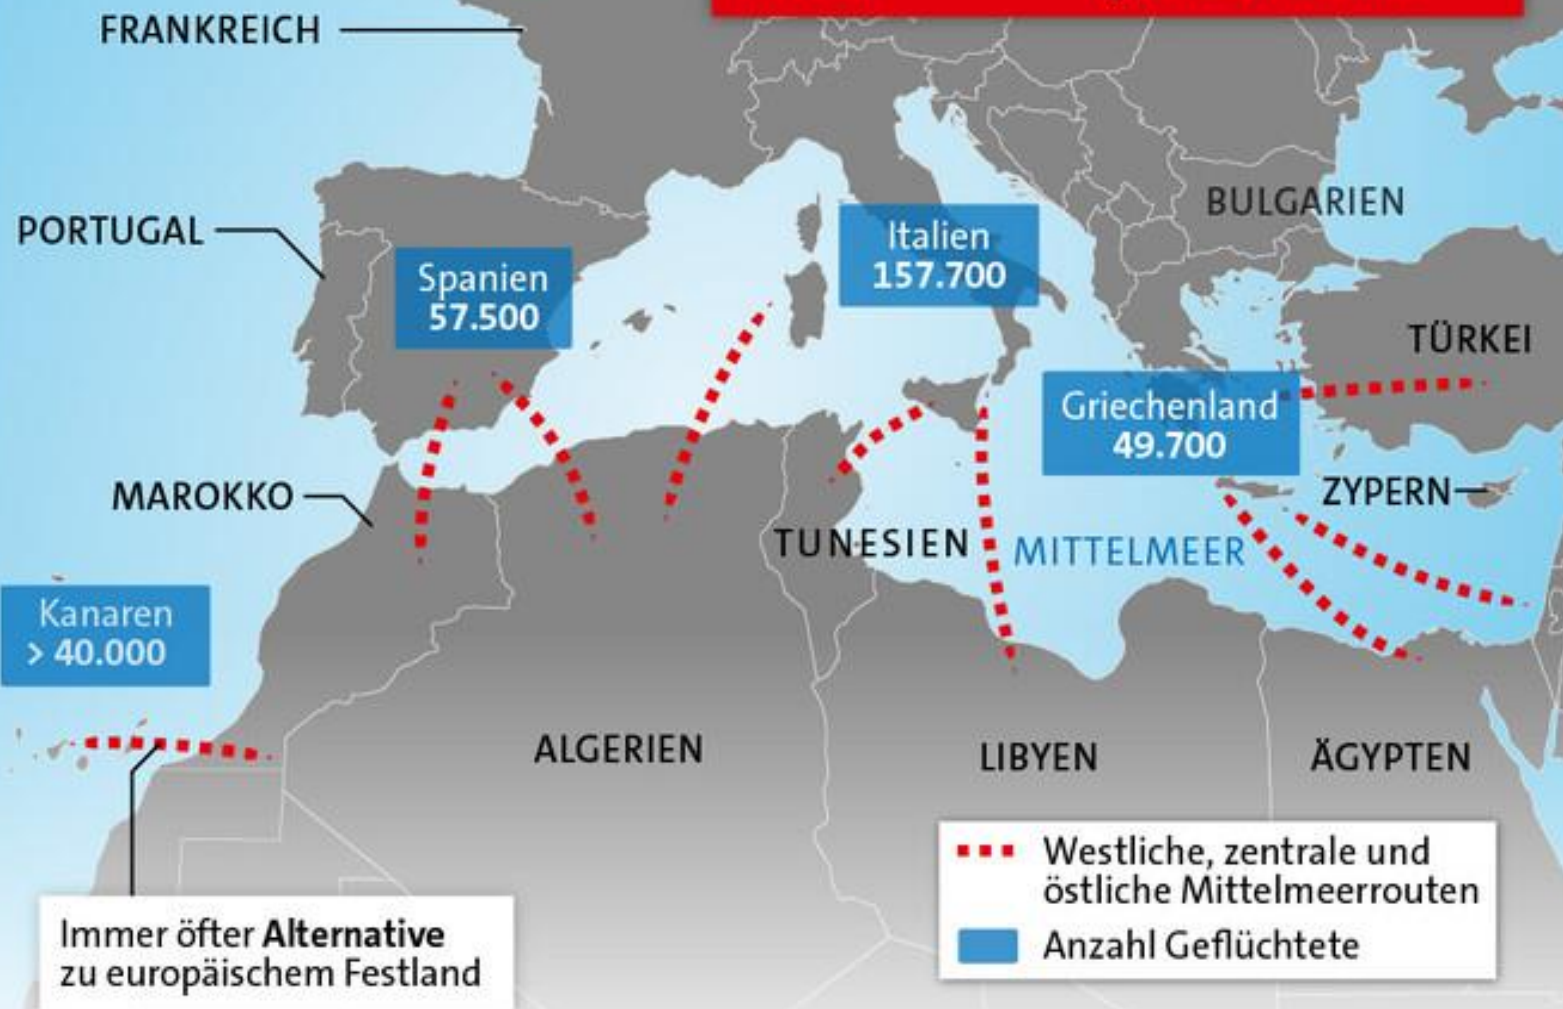 FRANKREICH
BULGARIEN
PORTUGAL
Italien
157.700
Spanien
57.500
TÜRKEI
Griechenland
49.700
MAROKKO
ZYPERN
TUNESIEN
MITTELMEER
Kanaren
> 40.000
ALGERIEN
LIBYEN
ÄGYPTEN
Westliche, zentrale und
östliche Mittelmeerrouten
Anzahl Geflüchtete
Immer öfter Alternative
zu europäischem Festland